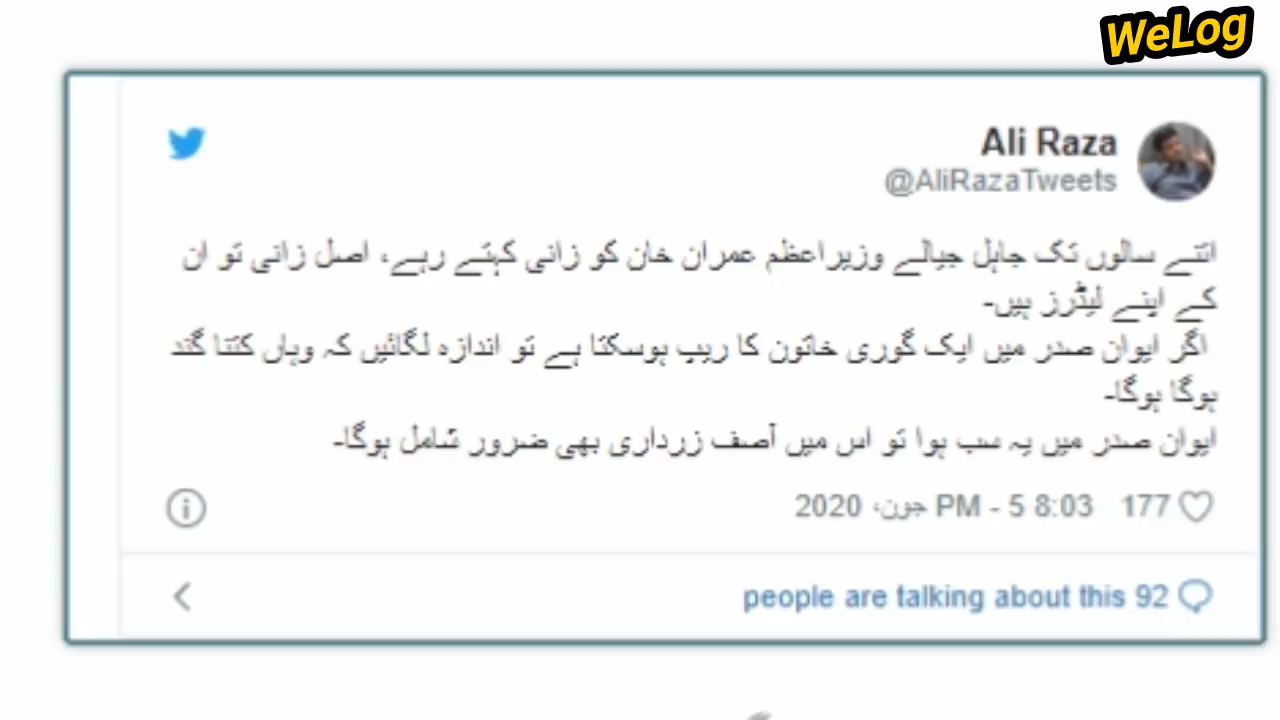 WeLog
Ali Raza
@AliRazaTweets
اتنے سالوں تک جاہل جیالے وزیراعظم عمران خان کو زانی کہتے رہے، اصل زانی تو ان
کے اپنے لیڈرز ہیں-
اگر ایوان صدر میں ایک گوری خاتون کا ریپ ہوسکتا ہے تو اندازہ لگائیں کہ وہاں کتنا گند
ہوگا ہوگا-
ایوان صدر میں یہ سب ہوا تو اس میں آصف زرداری بھی ضرور شامل ہوگا-
177 8:03 PM - 5 جون، 2020
people are talking about this 92